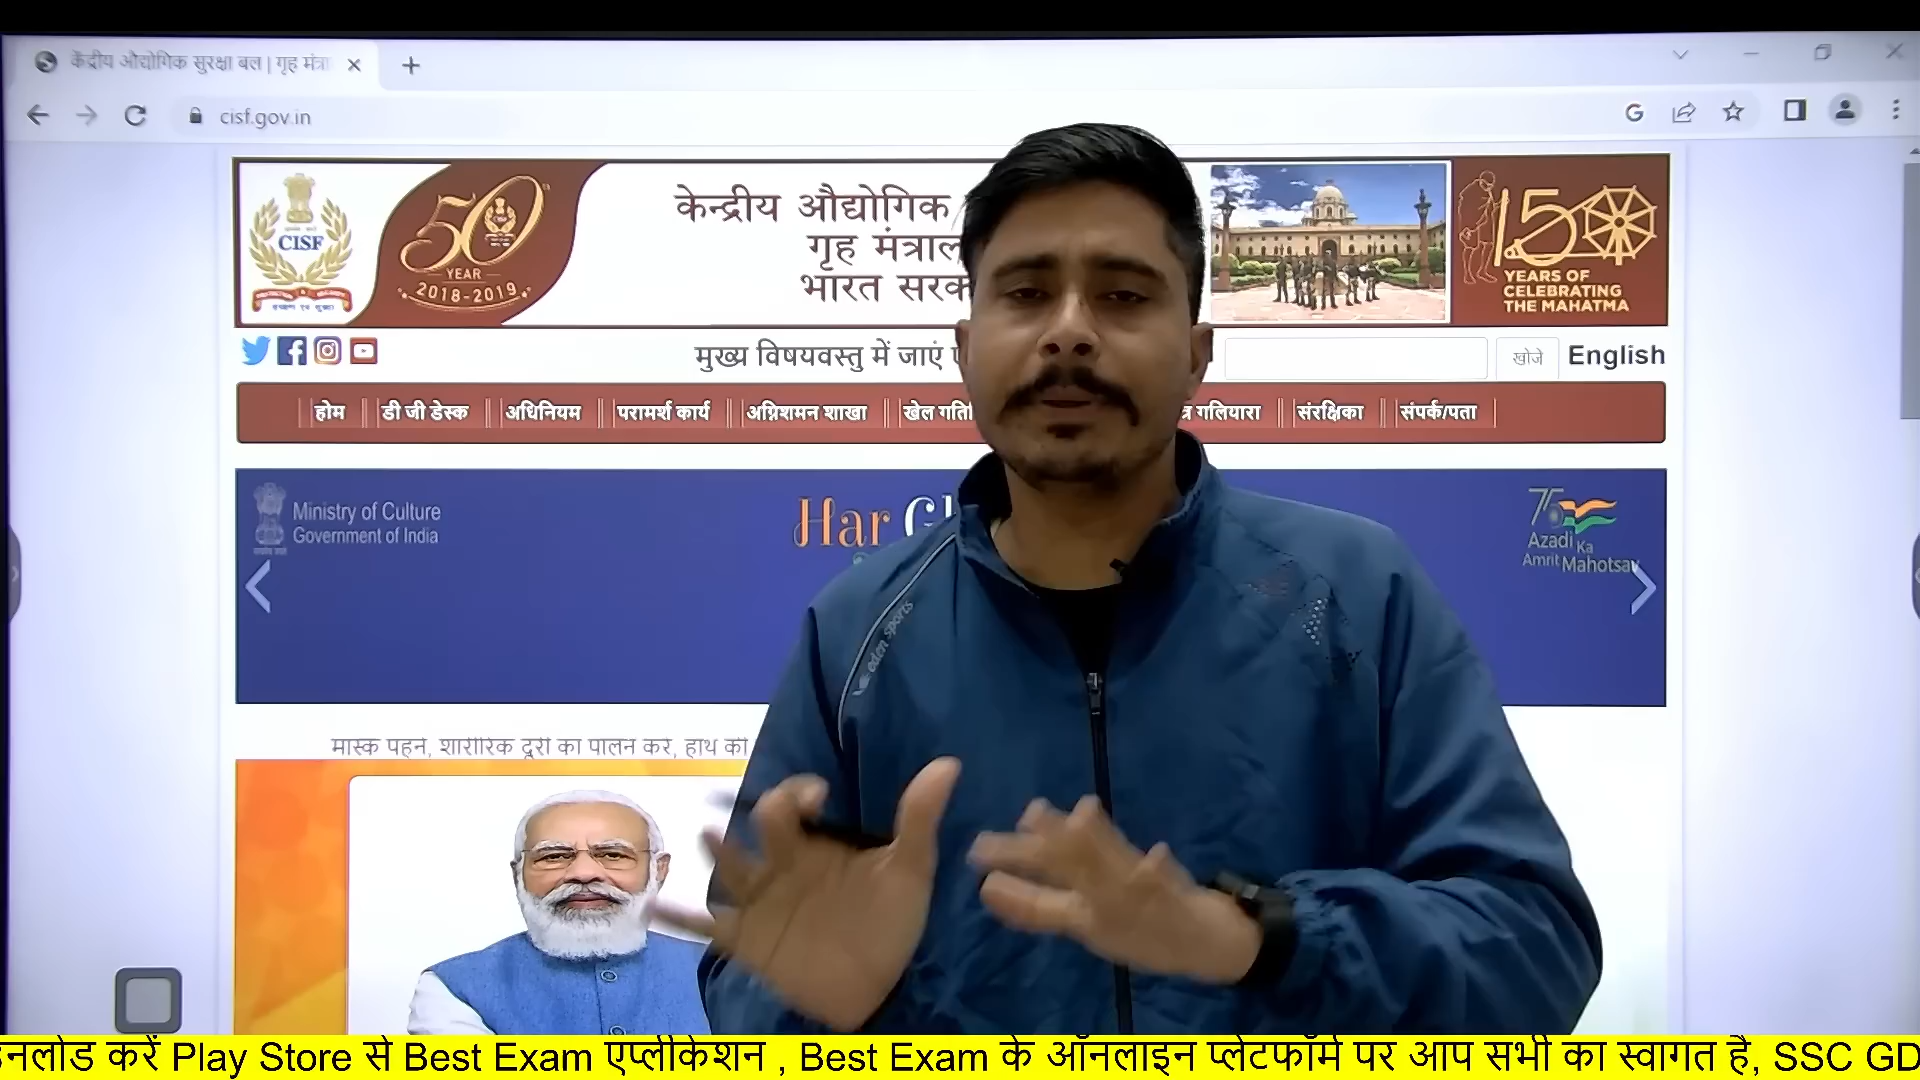 केंद्रीय औद्योगिक सुरक्षा बल | गृह मंत्रा
cisf.gov.in
CISF
50
YEAR
2018-2019
केन्द्रीय औद्योगिक
गृह मंत्राल
भारत सरक
150
YEARS OF
CELEBRATING
THE MAHATMA
मुख्य विषयवस्तु में जाएं
खोजे
English
होम
डी जी डेस्क
अधिनियम
परामर्श कार्य
अग्निशमन शाखा
खेल गति
गलियारा
संरक्षिका
संपर्क/पता
Ministry of Culture
Government of India
Har G
75
Azadi Ka
Amrit Mahotsav
eden sports
मास्क पहने, शारीरिक दूरी का पालन करे, हाथ की
नलोड करें Play Store से Best Exam एप्लीकेशन , Best Exam के ऑनलाइन प्लेटफॉर्म पर आप सभी का स्वागत है, SSC GD